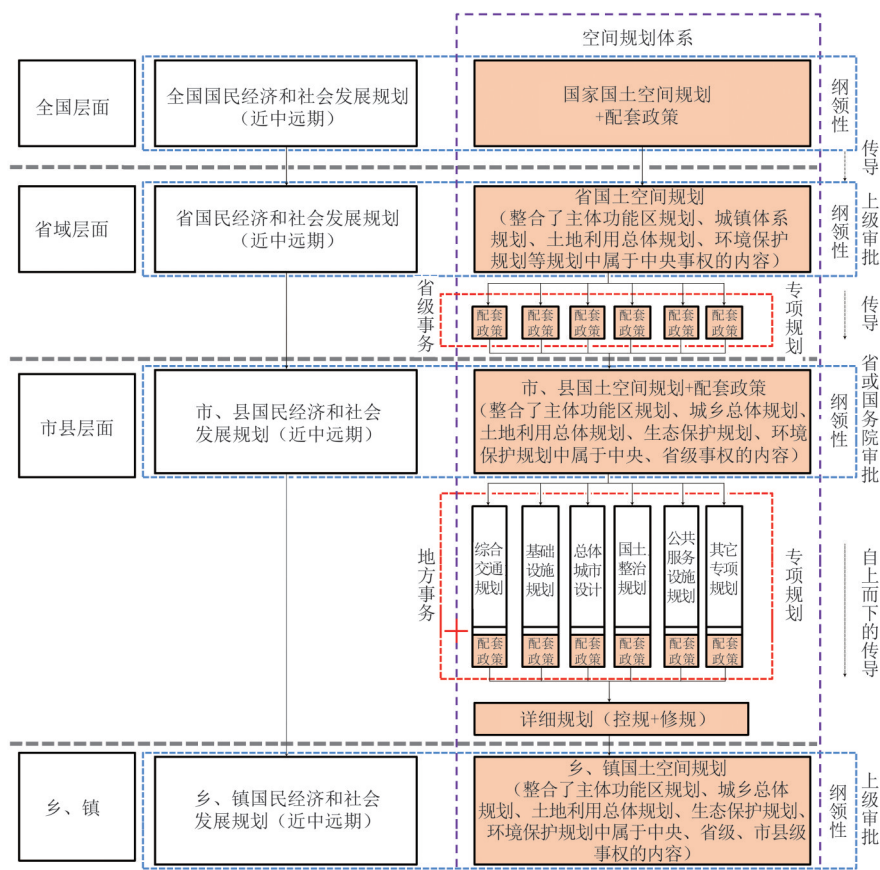 空间规划体系
全国层面
全国国民经济和社会发展规划
（近中远期）
国家国土空间规划
+配套政策
纲领性
传导
省域层面
省国民经济和社会发展规划
（近中远期）
省国土空间规划
（整合了主体功能区规划、城镇体系
规划、土地利用总体规划、环境保护
规划等规划中属于中央事权的内容）
纲领性
上级审批
省级事务
配套
政策
配套
政策
配套
政策
配套
政策
配套
政策
配套
政策
专项规划
传导
市县层面
市、县国民经济和社会
发展规划（近中远期）
市、县国土空间规划+配套政策
（整合了主体功能区规划、城乡总体规划、
土地利用总体规划、生态保护规划、环境
保护规划中属于中央、省级事权的内容）
纲领性
省或国务院审批
地方事务
综合
交通
规划
基础
设施
规划
总体
城市
设计
国土
整治
规划
公共
服务
设施
规划
其它
专项
规划
配套
政策
配套
政策
配套
政策
配套
政策
配套
政策
配套
政策
专项规划
自上而下的传导
详细规划（控规+修规）
乡、镇
乡、镇国民经济和社会
发展规划（近中远期）
乡、镇国土空间规划
（整合了主体功能区规划、城乡总体
规划、土地利用总体规划、生态保护规划、
环境保护规划中属于中央、省级、市县级
事权的内容）
纲领性
上级审批